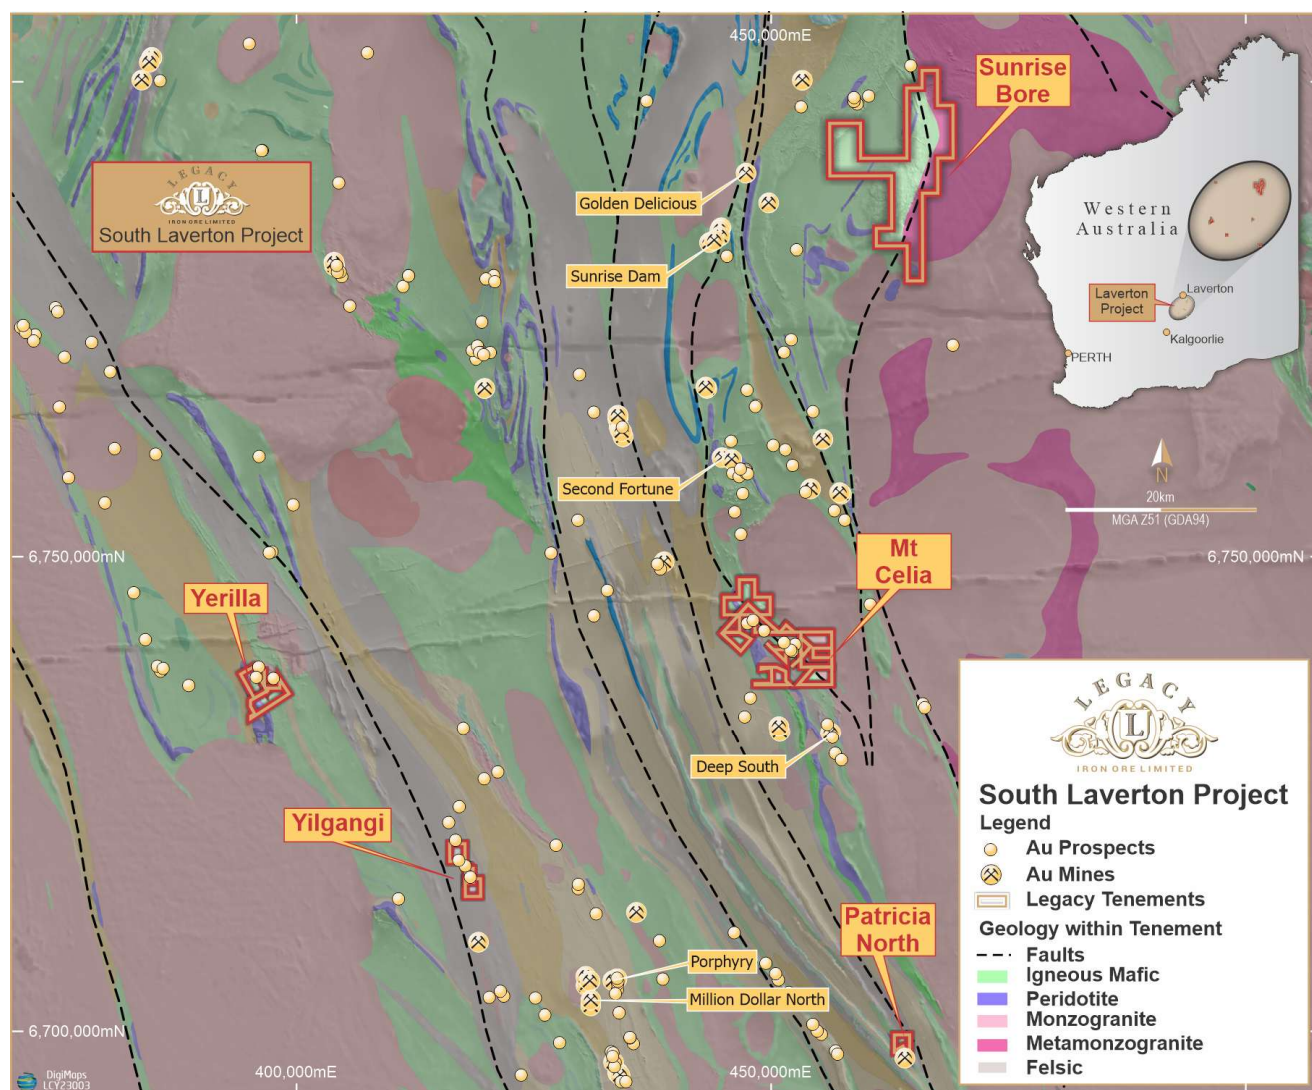 450,000mE
Sunrise
Bore
LEGACY
L
IRON ORE LIMITED
South Laverton Project
Golden Delicious
Sunrise Dam
Western
Australia
Laverton
Project
Laverton
Kalgoorlie
PERTH
Second Fortune
N
20km
MGA Z51 (GDA94)
6,750,000mN
6,750,000mN
Mt
Celia
Yerilla
Deep South
Yilgangi
Patricia
North
Porphyry
Million Dollar North
6,700,000mN
400,000mE
450,000mE
DigiMaps
LCY23003
LEGACY
L
IRON ORE LIMITED
South Laverton Project
Legend
Au Prospects
Au Mines
Legacy Tenements
Geology within Tenement
Faults
Igneous Mafic
Peridotite
Monzogranite
Metamonzogranite
Felsic